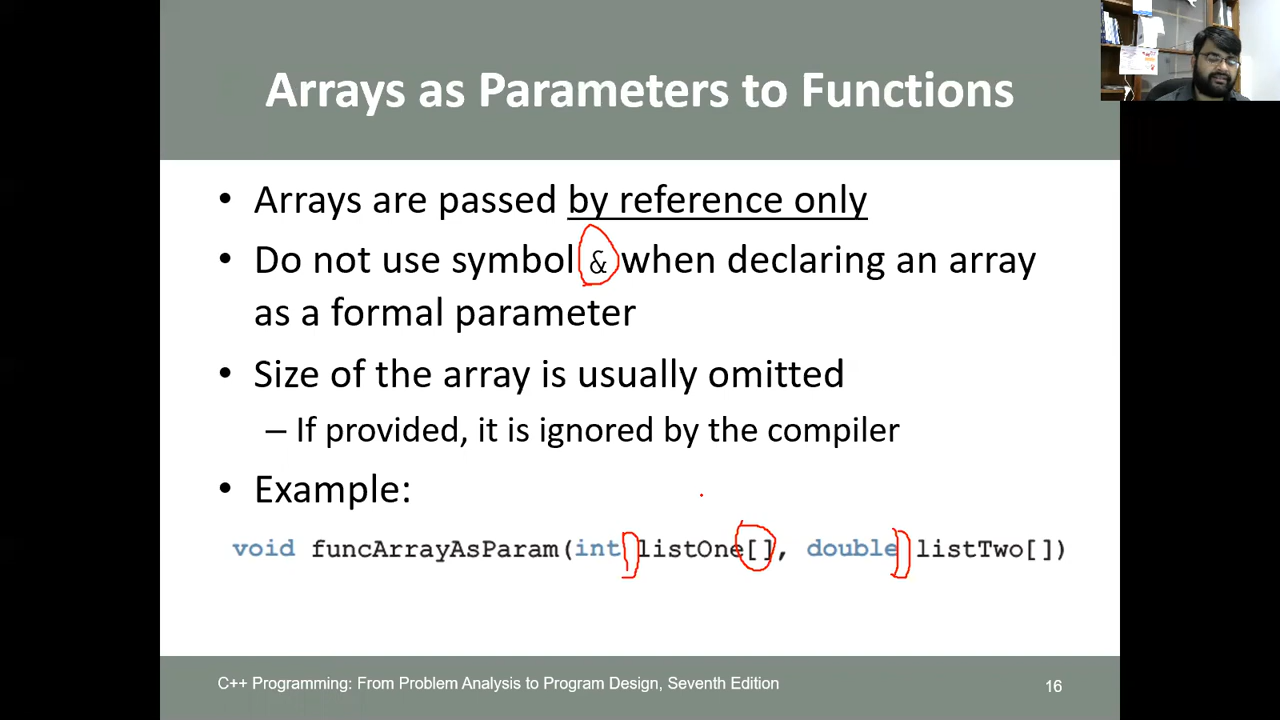 Arrays as Parameters to Functions
• Arrays are passed by reference only
• Do not use symbol & when declaring an array
as a formal parameter
• Size of the array is usually omitted
– If provided, it is ignored by the compiler
• Example:
void funcArrayAsParam(int listOne[], double listTwo[])
C++ Programming: From Problem Analysis to Program Design, Seventh Edition
16